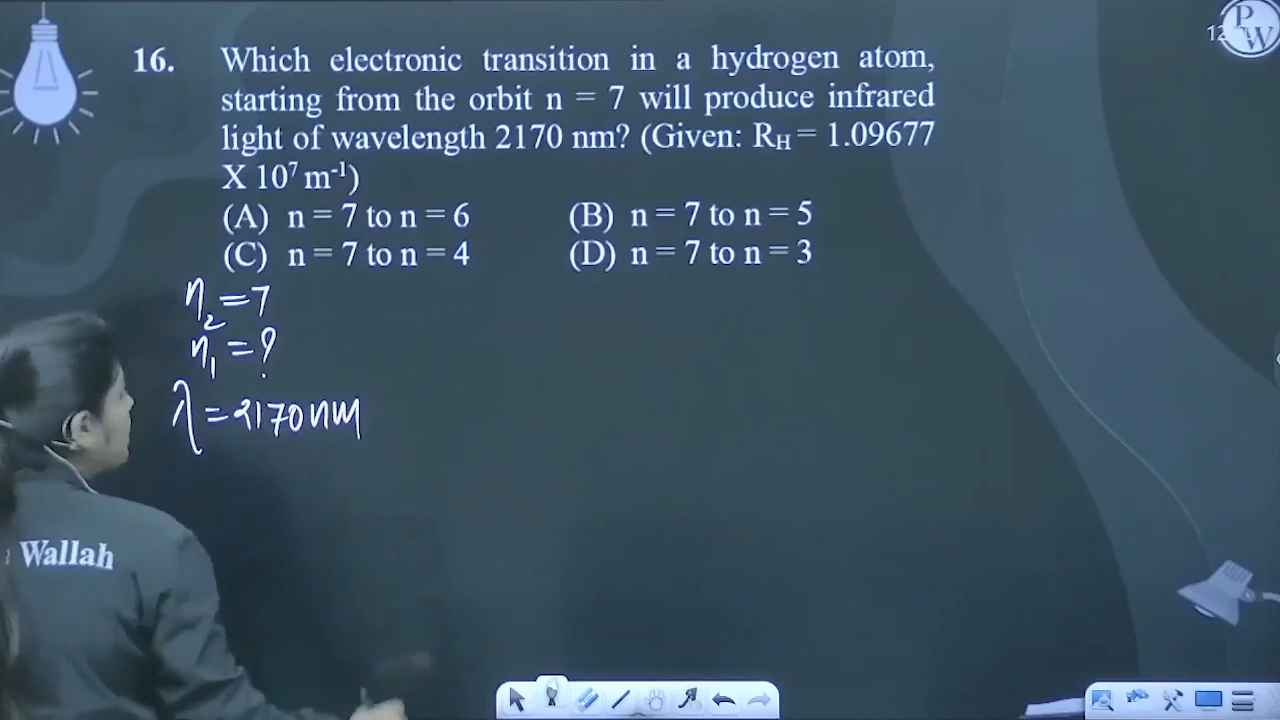 16. Which electronic transition in a hydrogen atom,
starting from the orbit n = 7 will produce infrared
light of wavelength 2170 nm? (Given: R_H = 1.09677
X 10⁷ m⁻¹)
(A) n = 7 to n = 6 (B) n = 7 to n = 5
(C) n = 7 to n = 4 (D) n = 7 to n = 3
n₂ = 7
n₁ = ?
λ = 2170 nm
Wallah
PW